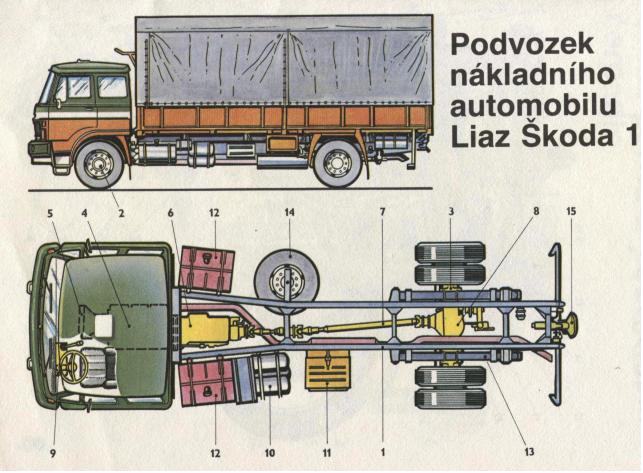 Podvozek
nákladního
automobilu
Liaz Škoda 1
2
5 4 6 12 14 7 3 8 15
9 12 10 11 1 13